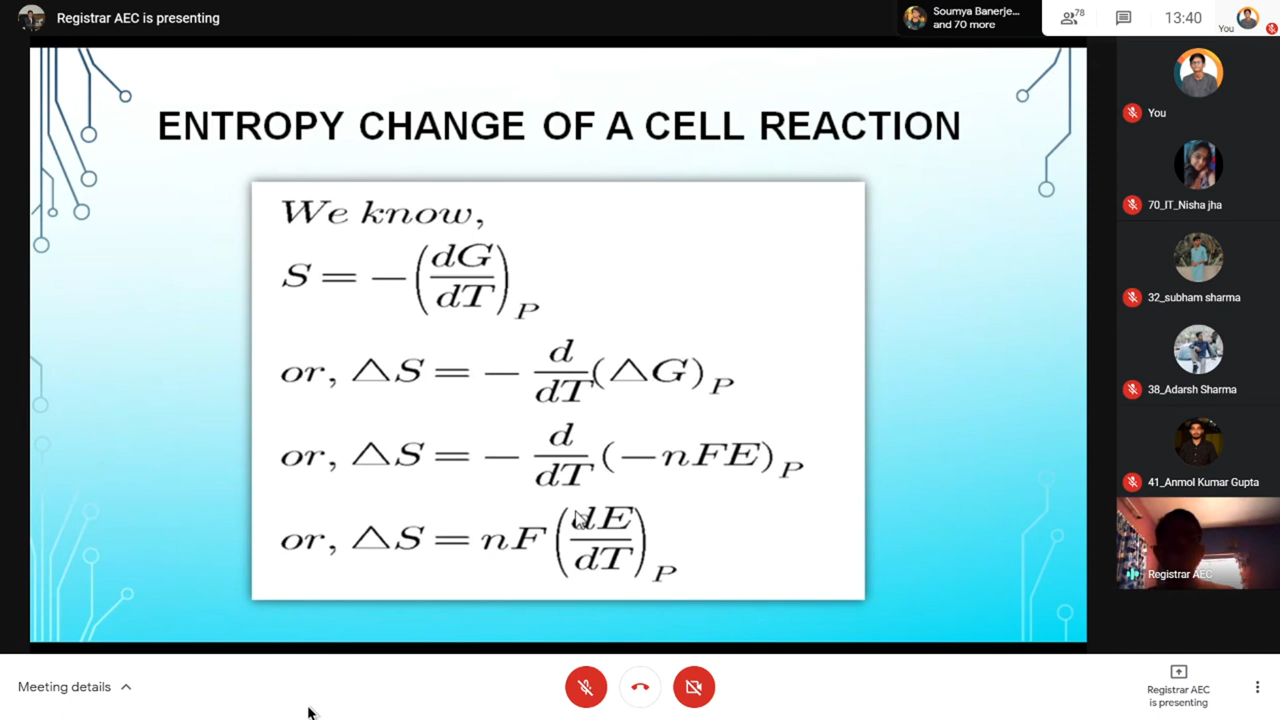 Registrar AEC is presenting
Soumya Banerje...
and 70 more
78
13:40
You
ENTROPY CHANGE OF A CELL REACTION
We know,
S = −(dG/dT)_P
or, △S = − d/dT (△G)_P
or, △S = − d/dT (−nFE)_P
or, △S = nF(dE/dT)_P
You
70_IT_Nisha jha
32_subham sharma
38_Adarsh Sharma
41_Anmol Kumar Gupta
Registrar AEC
Meeting details
Registrar AEC
is presenting